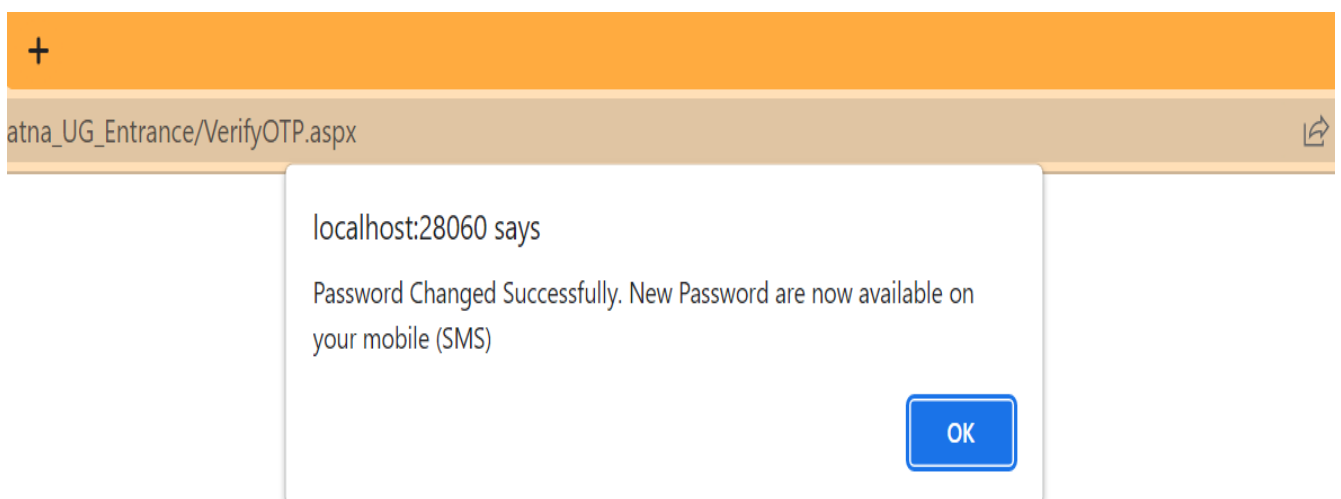 +
atna_UG_Entrance/VerifyOTP.aspx
localhost:28060 says
Password Changed Successfully. New Password are now available on
your mobile (SMS)
OK